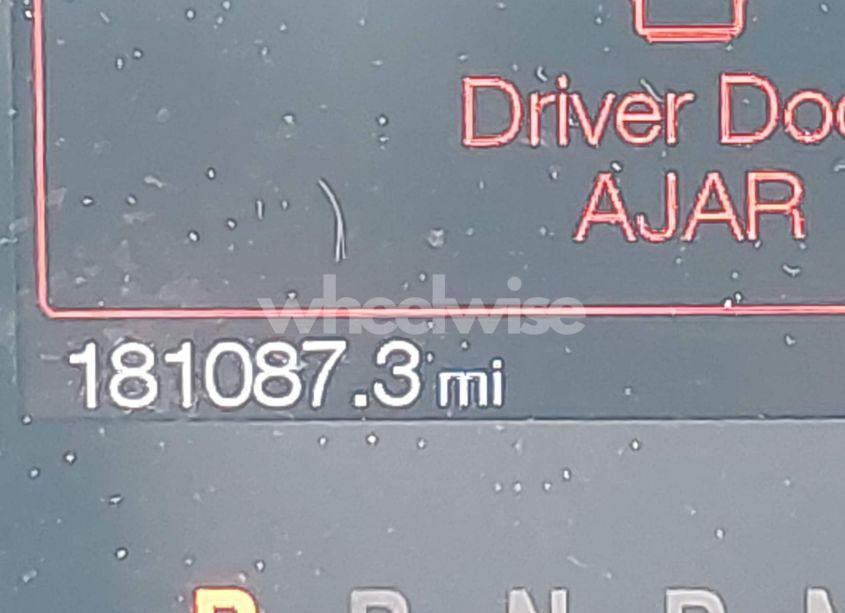 Driver Doo
AJAR
wheelwise
181087.3 mi
P R N D M